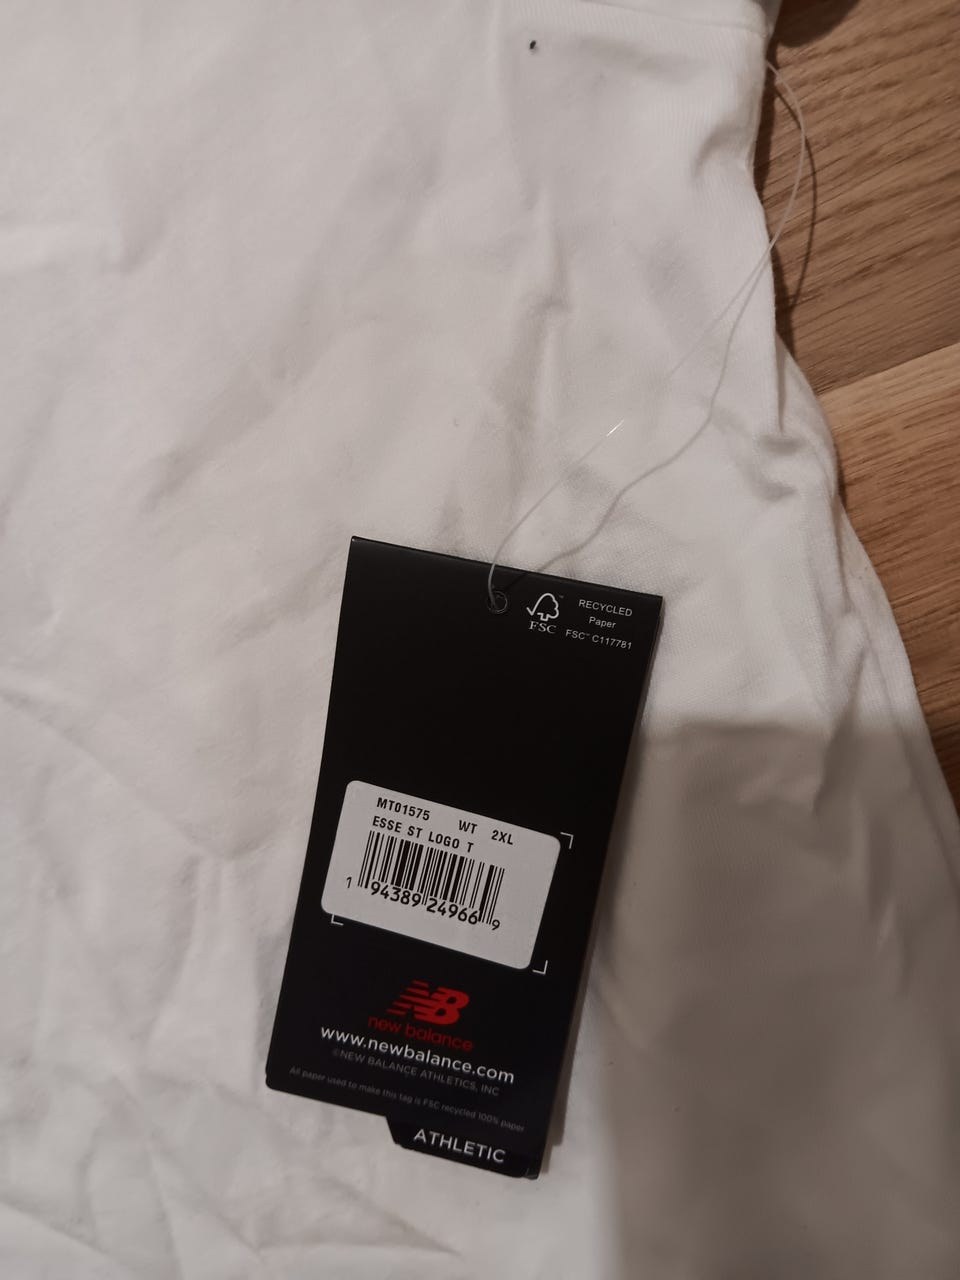 FSC
RECYCLED
Paper
FSC™ C117781
MT01575 WT 2XL
ESSE ST LOGO T
1 94389 24966 9
NB
new balance
www.newbalance.com
©NEW BALANCE ATHLETICS, INC
All paper used to make this tag is FSC recycled 100% paper
ATHLETIC